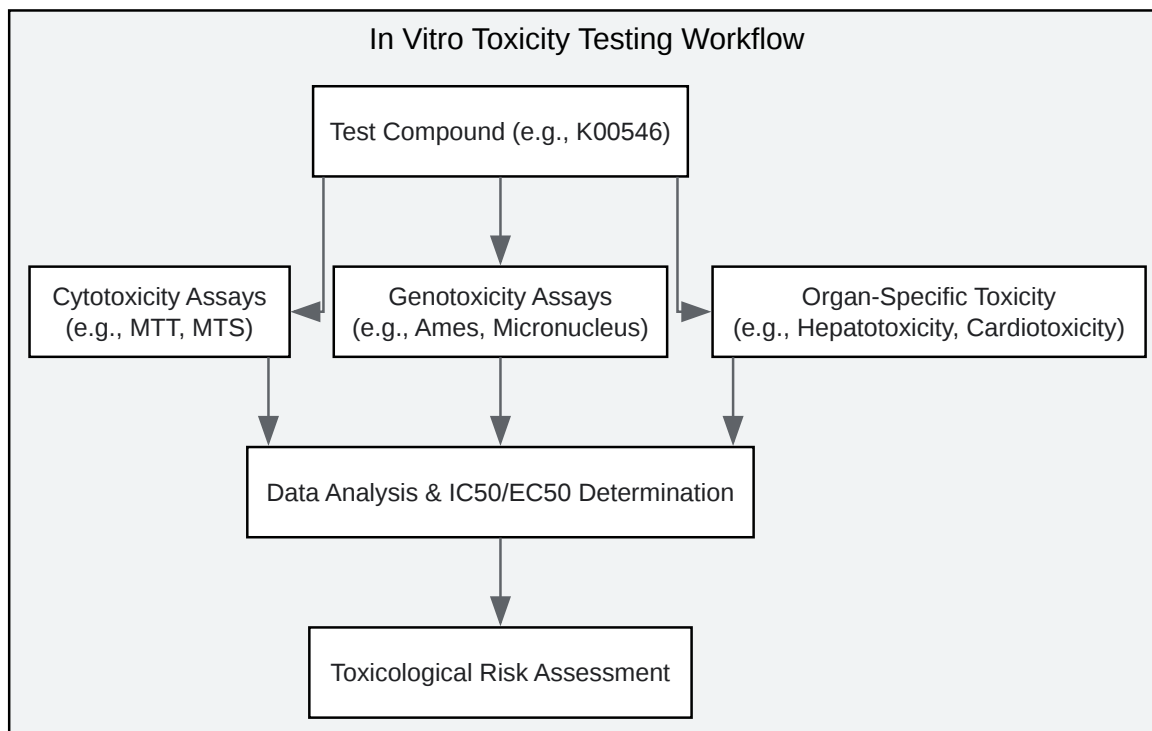 In Vitro Toxicity Testing Workflow
Test Compound (e.g., K00546)
Cytotoxicity Assays
(e.g., MTT, MTS)
Genotoxicity Assays
(e.g., Ames, Micronucleus)
Organ-Specific Toxicity
(e.g., Hepatotoxicity, Cardiotoxicity)
Data Analysis & IC50/EC50 Determination
Toxicological Risk Assessment